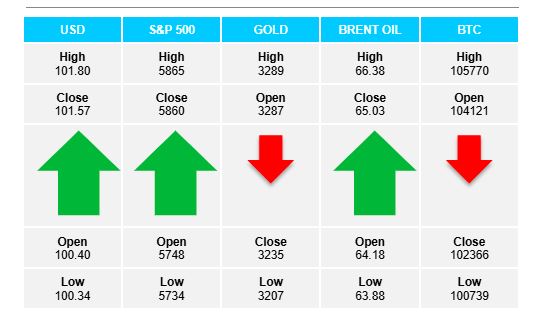 USD S&P 500 GOLD BRENT OIL BTC
High High High High High
101.80 5865 3289 66.38 105770
Close Close Open Close Open
101.57 5860 3287 65.03 104121
Open Open Close Open Close
100.40 5748 3235 64.18 102366
Low Low Low Low Low
100.34 5734 3207 63.88 100739